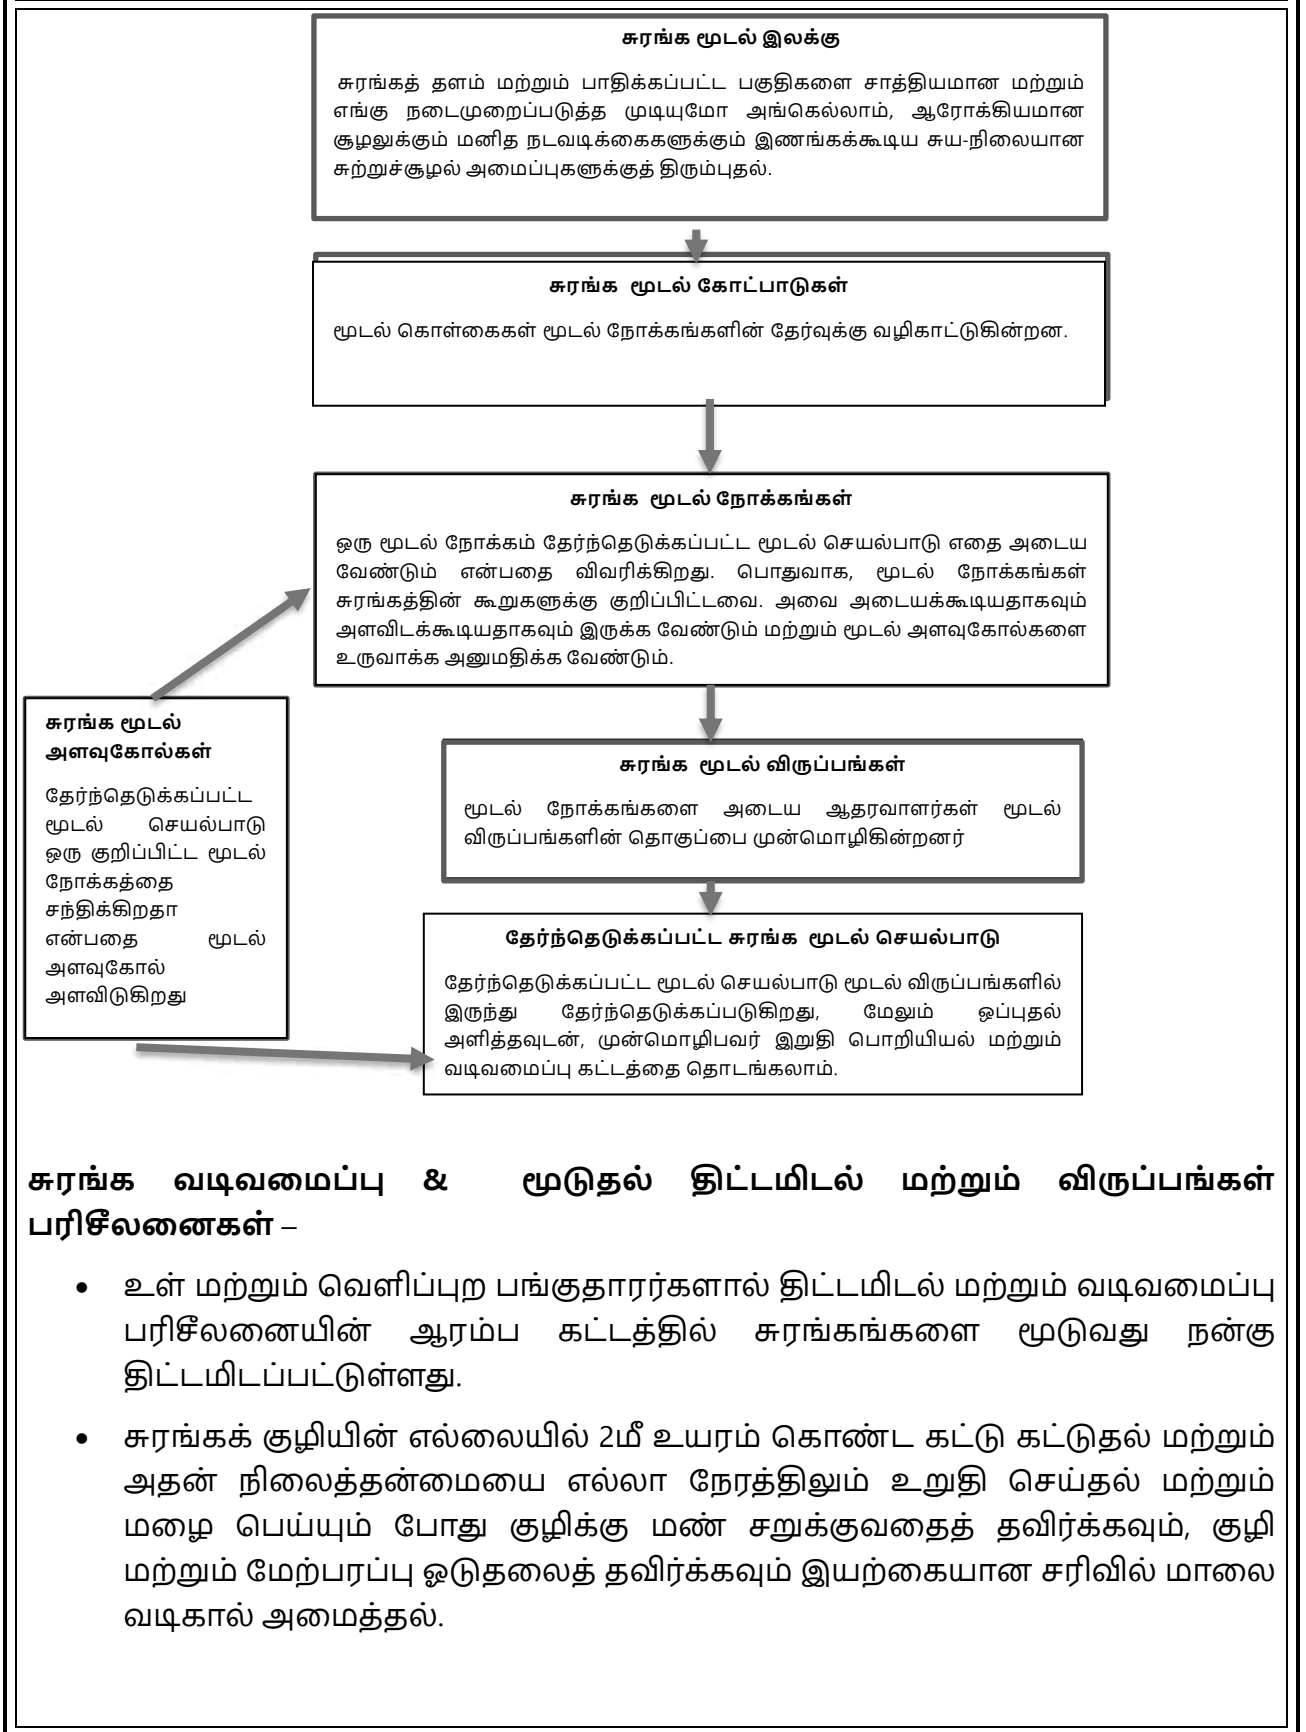 சுரங்க மூடல் இலக்கு
சுரங்கத் தளம் மற்றும் பாதிக்கப்பட்ட பகுதிகளை சாத்தியமான மற்றும்
எங்கு நடைமுறைப்படுத்த முடியுமோ அங்கெல்லாம், ஆரோக்கியமான
சூழலுக்கும் மனித நடவடிக்கைகளுக்கும் இணங்கக்கூடிய சுய-நிலையான
சுற்றுச்சூழல் அமைப்புகளுக்குத் திரும்புதல்.
சுரங்க மூடல் கோட்பாடுகள்
மூடல் கொள்கைகள் மூடல் நோக்கங்களின் தேர்வுக்கு வழிகாட்டுகின்றன.
சுரங்க மூடல் நோக்கங்கள்
ஒரு மூடல் நோக்கம் தேர்ந்தெடுக்கப்பட்ட மூடல் செயல்பாடு எதை அடைய
வேண்டும் என்பதை விவரிக்கிறது. பொதுவாக, மூடல் நோக்கங்கள்
சுரங்கத்தின் கூறுகளுக்கு குறிப்பிட்டவை. அவை அடையக்கூடியதாகவும்
அளவிடக்கூடியதாகவும் இருக்க வேண்டும் மற்றும் மூடல் அளவுகோல்களை
உருவாக்க அனுமதிக்க வேண்டும்.
சுரங்க மூடல்
அளவுகோல்கள்
தேர்ந்தெடுக்கப்பட்ட
மூடல் செயல்பாடு
ஒரு குறிப்பிட்ட மூடல்
நோக்கத்தை
சந்திக்கிறதா
என்பதை மூடல்
அளவுகோல்
அளவிடுகிறது
சுரங்க மூடல் விருப்பங்கள்
மூடல் நோக்கங்களை அடைய ஆதரவாளர்கள் மூடல்
விருப்பங்களின் தொகுப்பை முன்மொழிகின்றனர்
தேர்ந்தெடுக்கப்பட்ட சுரங்க மூடல் செயல்பாடு
தேர்ந்தெடுக்கப்பட்ட மூடல் செயல்பாடு மூடல் விருப்பங்களில்
இருந்து தேர்ந்தெடுக்கப்படுகிறது, மேலும் ஒப்புதல்
அளித்தவுடன், முன்மொழிபவர் இறுதி பொறியியல் மற்றும்
வடிவமைப்பு கட்டத்தை தொடங்கலாம்.
சுரங்க வடிவமைப்பு & மூடுதல் திட்டமிடல் மற்றும் விருப்பங்கள்
பரிசீலனைகள் –
• உள் மற்றும் வெளிப்புற பங்குதாரர்களால் திட்டமிடல் மற்றும் வடிவமைப்பு
பரிசீலனையின் ஆரம்ப கட்டத்தில் சுரங்கங்களை மூடுவது நன்கு
திட்டமிடப்பட்டுள்ளது.
• சுரங்கக் குழியின் எல்லையில் 2மீ உயரம் கொண்ட கட்டு கட்டுதல் மற்றும்
அதன் நிலைத்தன்மையை எல்லா நேரத்திலும் உறுதி செய்தல் மற்றும்
மழை பெய்யும் போது குழிக்கு மண் சறுக்குவதைத் தவிர்க்கவும், குழி
மற்றும் மேற்பரப்பு ஓடுதலைத் தவிர்க்கவும் இயற்கையான சரிவில் மாலை
வடிகால் அமைத்தல்.